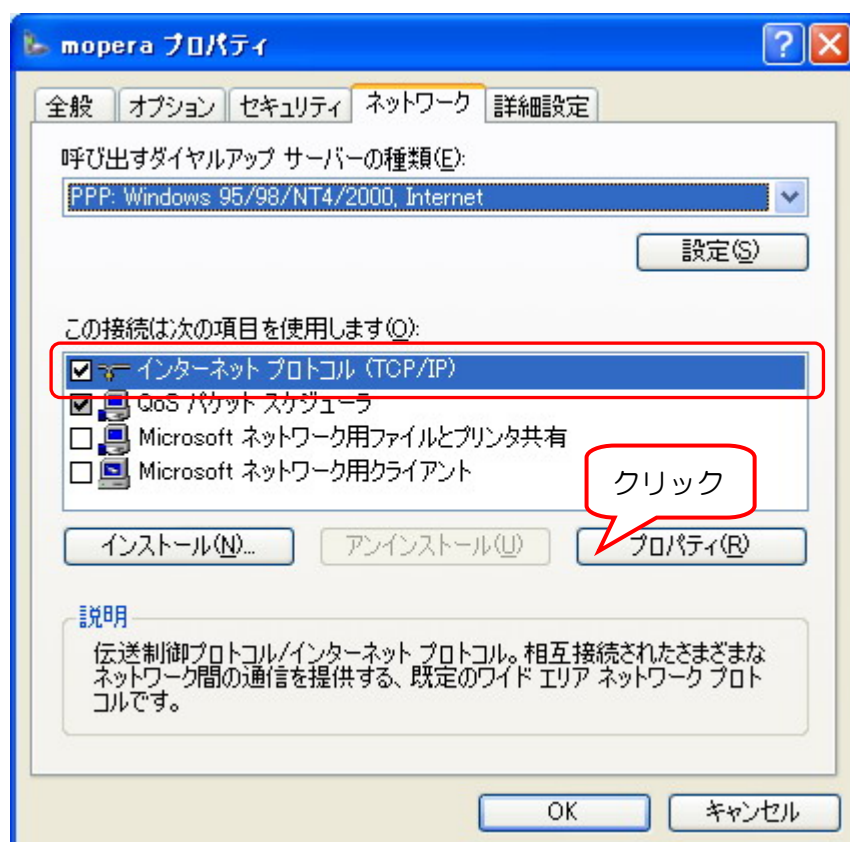 mopera プロパティ
全般 オプション セキュリティ ネットワーク 詳細設定
呼び出すダイヤルアップ サーバーの種類(E):
PPP: Windows 95/98/NT4/2000, Internet
設定(S)
この接続は次の項目を使用します(O):
インターネット プロトコル (TCP/IP)
QoS パケット スケジューラ
Microsoft ネットワーク用ファイルとプリンタ共有
Microsoft ネットワーク用クライアント
クリック
インストール(N)... アンインストール(U) プロパティ(R)
説明
伝送制御プロトコル/インターネット プロトコル。相互接続されたさまざまな
ネットワーク間の通信を提供する、既定のワイド エリア ネットワーク プロト
コルです。
OK キャンセル